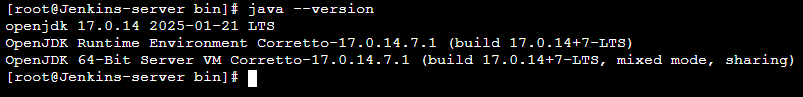 [root@Jenkins-server bin]# java --version
openjdk 17.0.14 2025-01-21 LTS
OpenJDK Runtime Environment Corretto-17.0.14.7.1 (build 17.0.14+7-LTS)
OpenJDK 64-Bit Server VM Corretto-17.0.14.7.1 (build 17.0.14+7-LTS, mixed mode, sharing)
[root@Jenkins-server bin]#